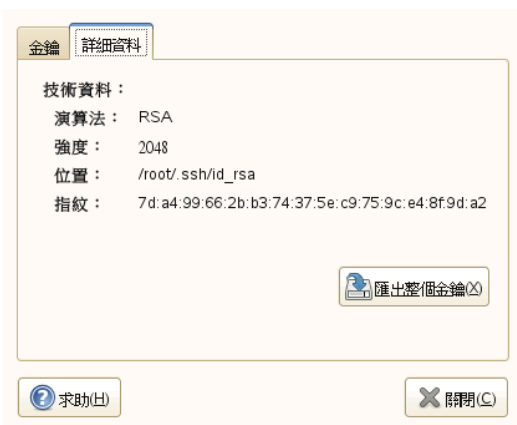 金鑰
詳細資料
技術資料：
演算法： RSA
強度： 2048
位置： /root/.ssh/id_rsa
指紋： 7d:a4:99:66:2b:b3:74:37:5e:c9:75:9c:e4:8f:9d:a2
匯出整個金鑰(X)
求助(H)
關閉(C)